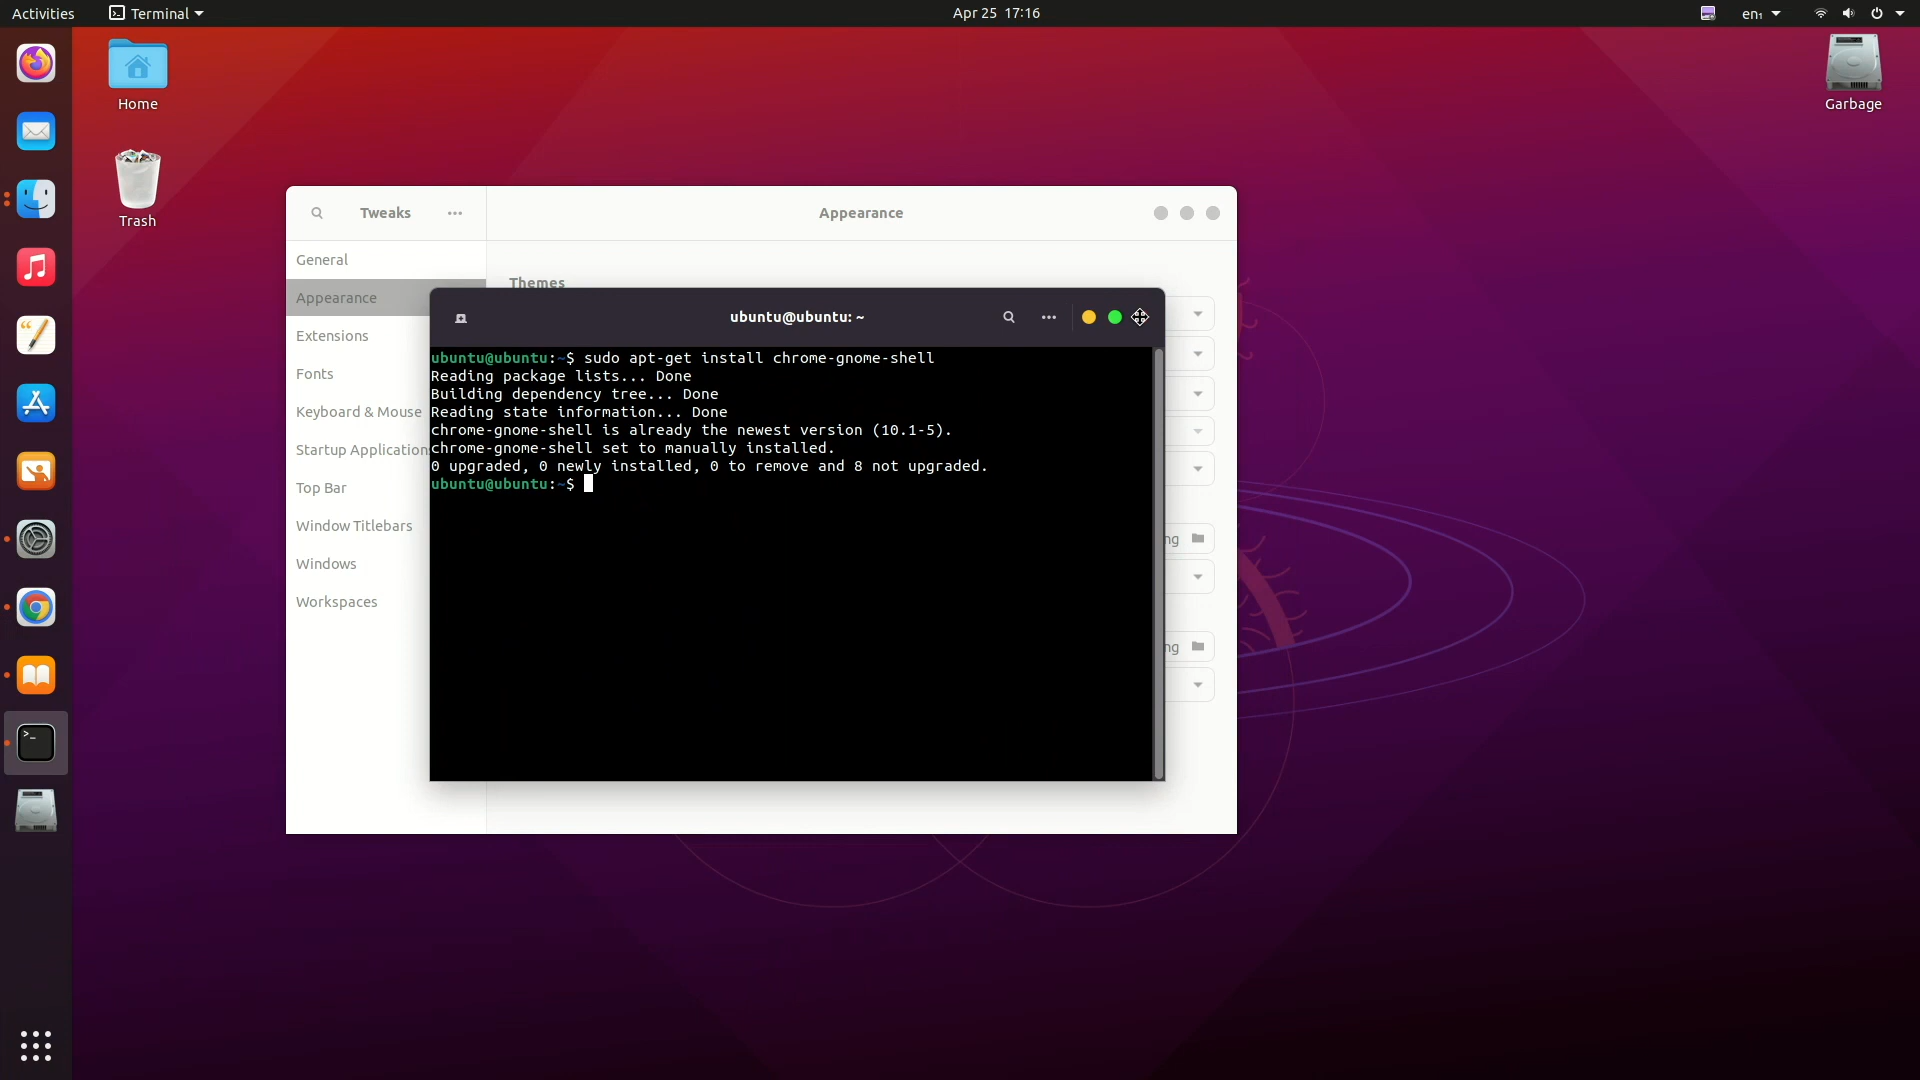 Activities
Terminal
Apr 25 17:16
en₁
Home
Trash
Garbage
Tweaks
Appearance
General
Appearance
Extensions
Fonts
Keyboard & Mouse
Top Bar
Window Titlebars
Windows
Workspaces
Themes
ubuntu@ubuntu: ~
ubuntu@ubuntu:~$ sudo apt-get install chrome-gnome-shell
Reading package lists... Done
Building dependency tree... Done
Reading state information... Done
chrome-gnome-shell is already the newest version (10.1-5).
chrome-gnome-shell set to manually installed.
0 upgraded, 0 newly installed, 0 to remove and 8 not upgraded.
ubuntu@ubuntu:~$